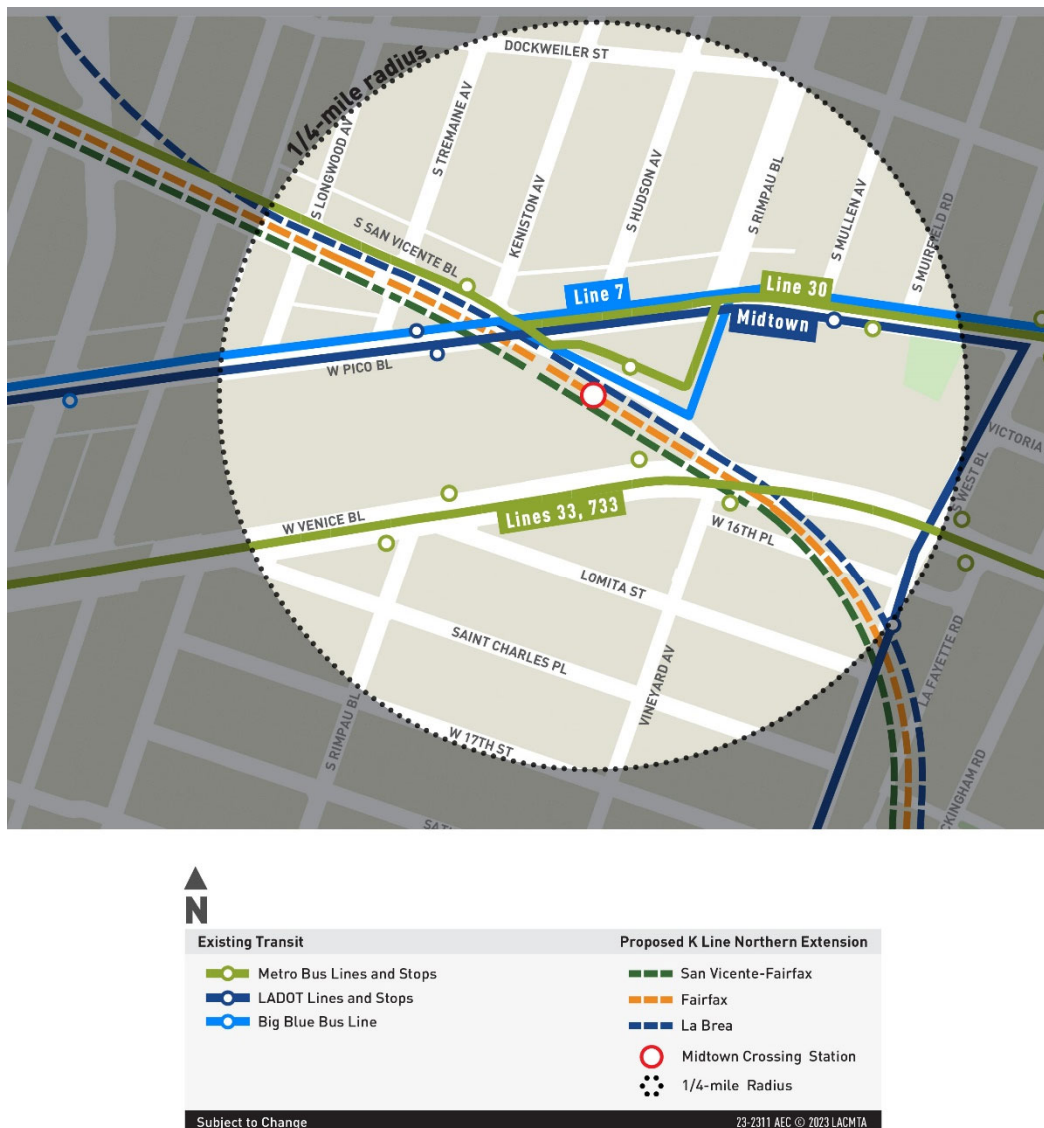 DOCKWEILER ST
1/4-mile radius
S LONGWOOD AV
S TREMAINE AV
KENISTON AV
S HUDSON AV
S RIMPAU BL
S MULLEN AV
S MUIRFIELD RD
S SAN VICENTE BL
Line 7
Line 30
Midtown
W PICO BL
VICTORIA
S WEST BL
W VENICE BL
Lines 33, 733
W 16TH PL
LOMITA ST
SAINT CHARLES PL
VINEYARD AV
LA FAYETTE RD
S RIMPAU BL
W 17TH ST
CKINGHAM RD
SAT
N
Existing Transit
Metro Bus Lines and Stops
LADOT Lines and Stops
Big Blue Bus Line
Proposed K Line Northern Extension
San Vicente-Fairfax
Fairfax
La Brea
Midtown Crossing Station
1/4-mile Radius
Subject to Change
23-2311 AEC © 2023 LACMTA